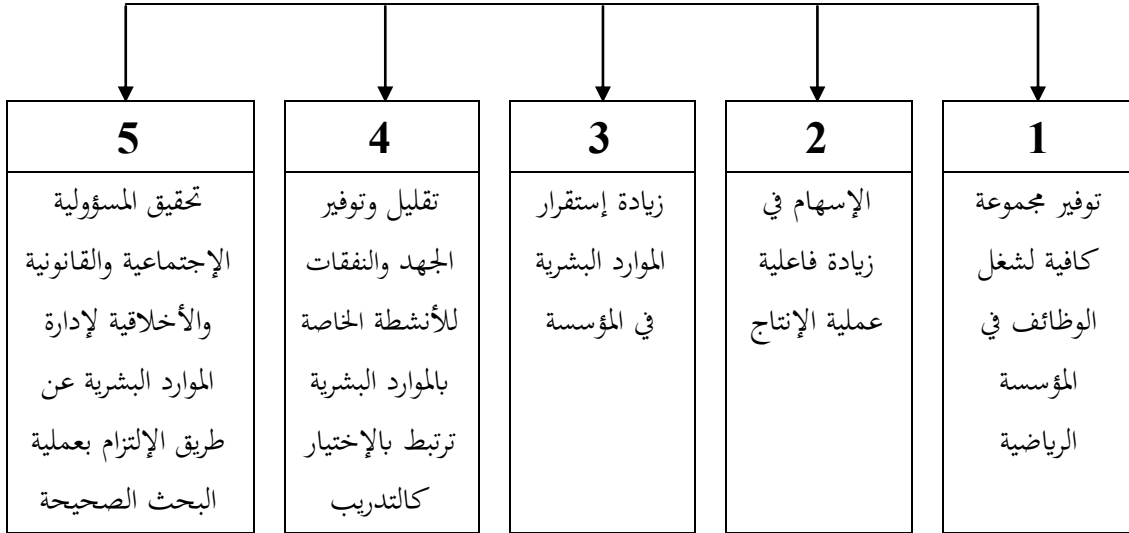 1
توفير مجموعة
كافية لشغل
الوظائف في
المؤسسة
الرياضية
2
الإسهام في
زيادة فاعلية
عملية الإنتاج
3
زيادة إستقرار
الموارد البشرية
في المؤسسة
4
تقليل وتوفير
الجهد والنفقات
للأنشطة الخاصة
بالموارد البشرية
ترتبط بالإختيار
كالتدريب
5
تحقيق المسؤولية
الإجتماعية والقانونية
والأخلاقية لإدارة
الموارد البشرية عن
طريق الإلتزام بعملية
البحث الصحيحة